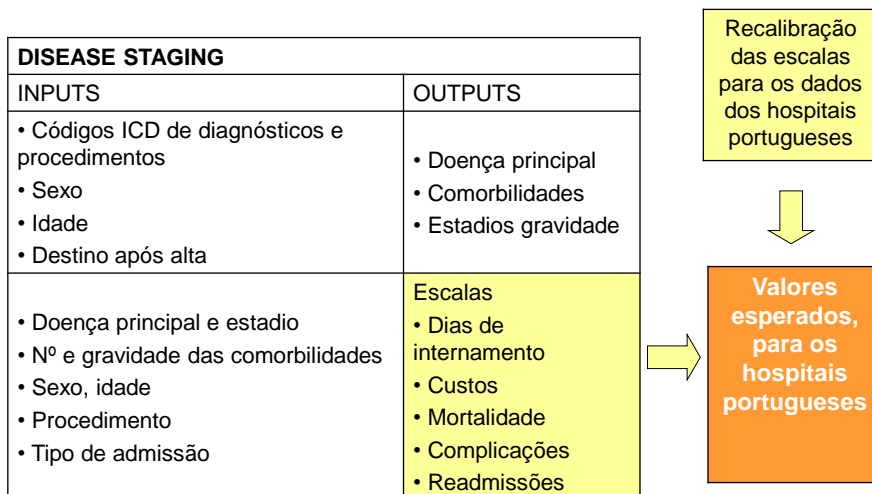 DISEASE STAGING
INPUTS
OUTPUTS
• Códigos ICD de diagnósticos e
procedimentos
• Sexo
• Idade
• Destino após alta
• Doença principal
• Comorbilidades
• Estadios gravidade
• Doença principal e estadio
• Nº e gravidade das comorbilidades
• Sexo, idade
• Procedimento
• Tipo de admissão
Escalas
• Dias de
internamento
• Custos
• Mortalidade
• Complicações
• Readmissões
Recalibração
das escalas
para os dados
dos hospitais
portugueses
Valores
esperados,
para os
hospitais
portugueses